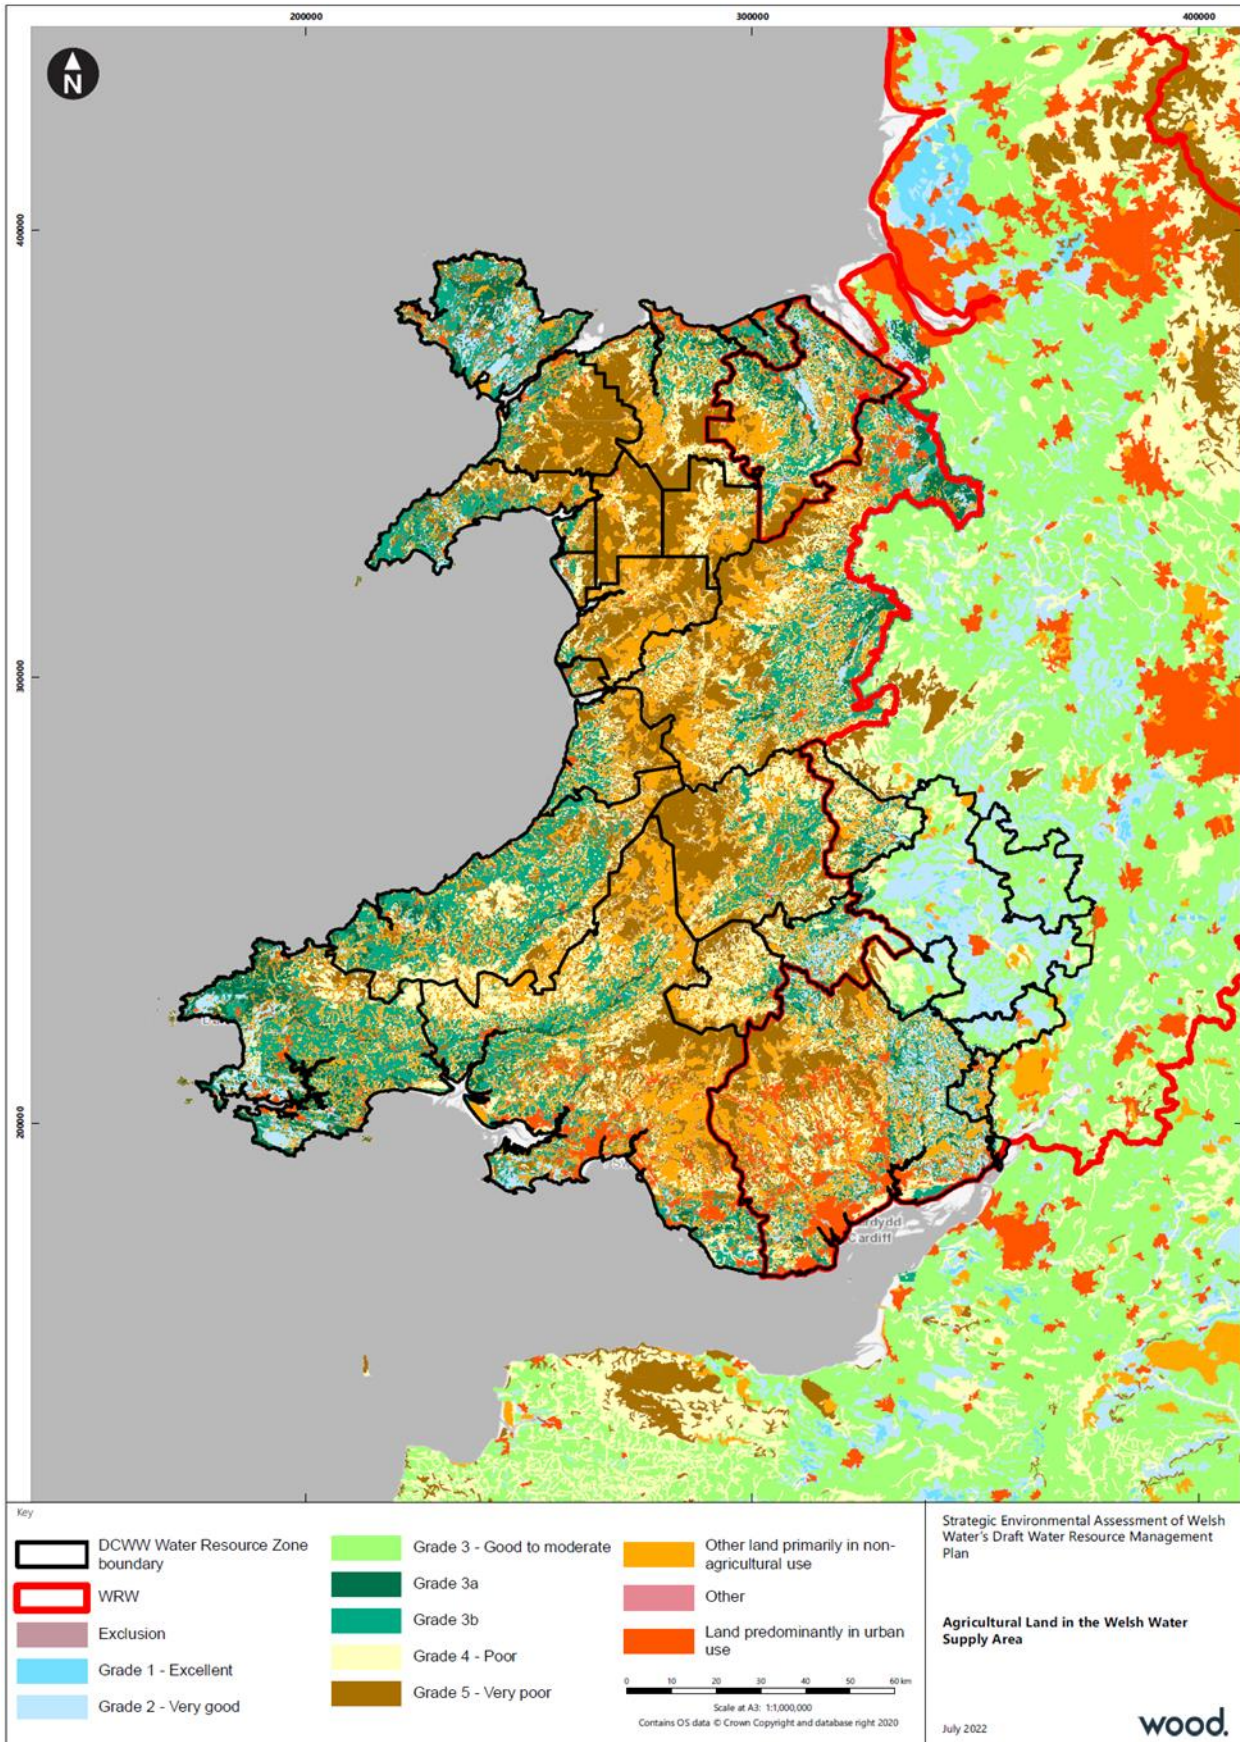 200000
300000
400000
N
400000
300000
200000
rdydd
Cardiff
Key
DCWW Water Resource Zone
boundary
WRW
Exclusion
Grade 1 - Excellent
Grade 2 - Very good
Grade 3 - Good to moderate
Grade 3a
Grade 3b
Grade 4 - Poor
Grade 5 - Very poor
Other land primarily in non-
agricultural use
Other
Land predominantly in urban
use
0 10 20 30 40 50 60 km
Scale at A3: 1:1,000,000
Contains OS data © Crown Copyright and database right 2020
Strategic Environmental Assessment of Welsh
Water's Draft Water Resource Management
Plan
Agricultural Land in the Welsh Water
Supply Area
July 2022
wood.